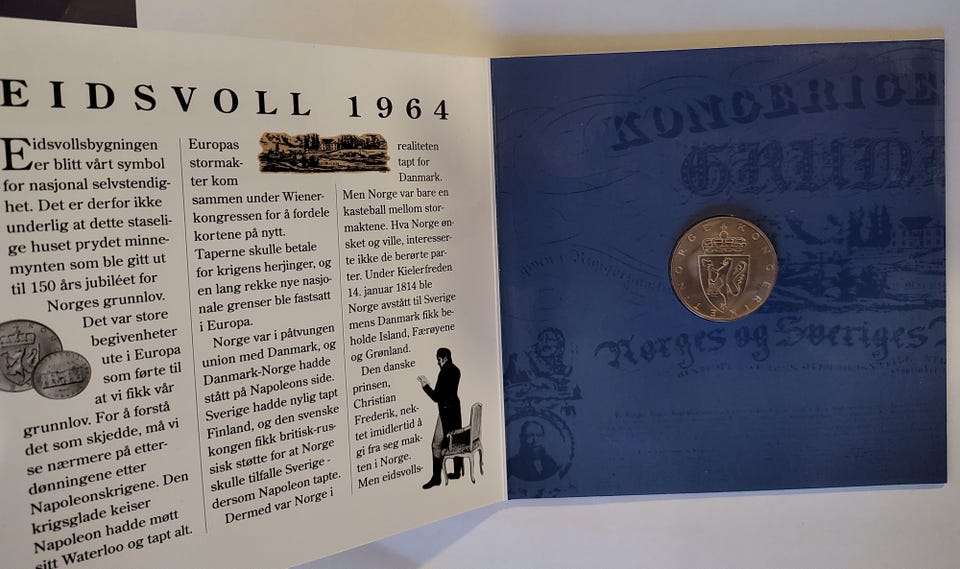 EIDSVOLL 1964
Eidsvollsbygningen
er blitt vårt symbol
for nasjonal selvstendig-
het. Det er derfor ikke
underlig at dette staseli-
ge huset prydet minne-
mynten som ble gitt ut
til 150 års jubiléet for
Norges grunnlov.
Det var store
begivenheter
ute i Europa
som førte til
at vi fikk vår
grunnlov. For å forstå
det som skjedde, må vi
se nærmere på etter-
dønningene etter
Napoleonskrigene. Den
krigsglade keiser
Napoleon hadde møtt
sitt Waterloo og tapt alt.
Europas
stormak-
ter kom
sammen under Wiener-
kongressen for å fordele
kortene på nytt.
Taperne skulle betale
for krigens herjinger, og
en lang rekke nye nasjo-
nale grenser ble fastsatt
i Europa.
Norge var i påtvungen
union med Danmark, og
Danmark-Norge hadde
stått på Napoleons side.
Sverige hadde nylig tapt
Finland, og den svenske
kongen fikk britisk-rus-
sisk støtte for at Norge
skulle tilfalle Sverige -
dersom Napoleon tapte.
Dermed var Norge i
realiteten
tapt for
Danmark.
Men Norge var bare en
kasteball mellom stor-
maktene. Hva Norge øn-
sket og ville, interesser-
te ikke de berørte par-
ter. Under Kielerfreden
14. januar 1814 ble
Norge avstått til Sverige
mens Danmark fikk be-
holde Island, Færøyene
og Grønland.
Den danske
prinsen,
Christian
Frederik, nek-
tet imidlertid å
gi fra seg mak-
ten i Norge.
Men eidsvolls-
KONGERIGE
GRUND
Norges og Sveriges
KONGERIKET NORGE